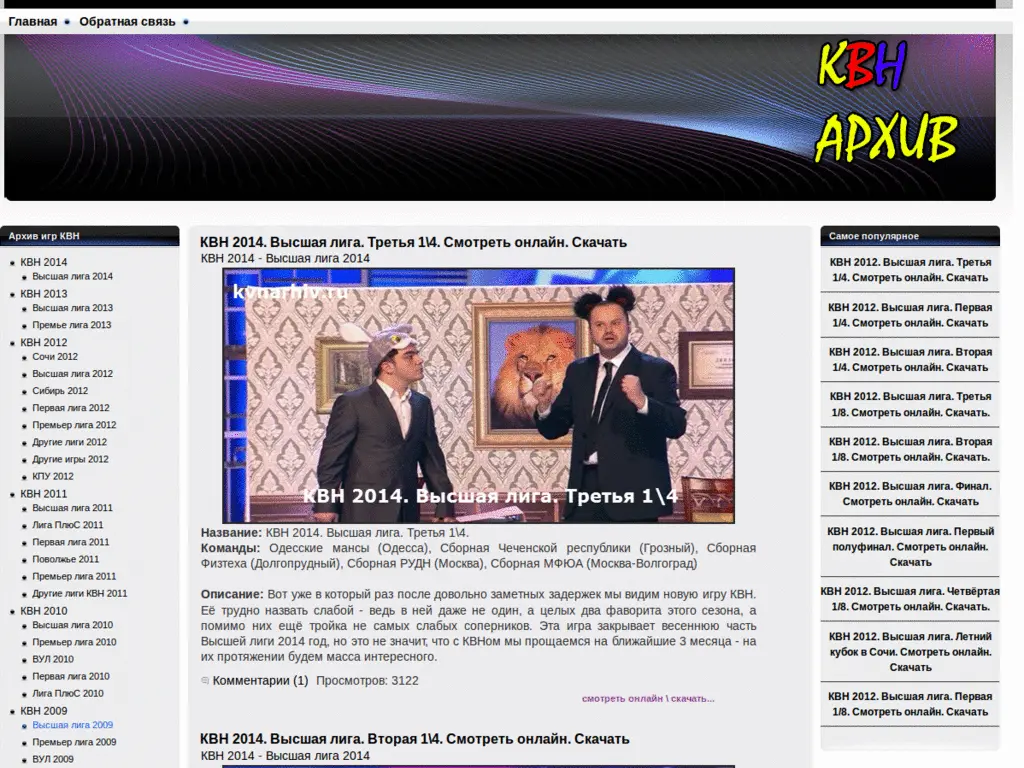 Главная
Обратная связь
КВН
АРХИВ
Архив игр КВН
КВН 2014
Высшая лига 2014
КВН 2013
Высшая лига 2013
Премье лига 2013
КВН 2012
Сочи 2012
Высшая лига 2012
Сибирь 2012
Первая лига 2012
Премьер лига 2012
Другие лиги 2012
Другие игры 2012
КПУ 2012
КВН 2011
Высшая лига 2011
Лига ПлюС 2011
Первая лига 2011
Поволжье 2011
Премьер лига 2011
Другие лиги КВН 2011
КВН 2010
Высшая лига 2010
Премьер лига 2010
ВУЛ 2010
Первая лига 2010
Лига ПлюС 2010
КВН 2009
Высшая лига 2009
Премьер лига 2009
ВУЛ 2009
КВН 2014. Высшая лига. Третья 1\4. Смотреть онлайн. Скачать
КВН 2014 - Высшая лига 2014
kvnarhiv.ru
КВН 2014. Высшая лига. Третья 1\4
Название: КВН 2014. Высшая лига. Третья 1\4.
Команды: Одесские мансы (Одесса), Сборная Чеченской республики (Грозный), Сборная
Физтеха (Долгопрудный), Сборная РУДН (Москва), Сборная МФЮА (Москва-Волгоград)
Описание: Вот уже в который раз после довольно заметных задержек мы видим новую игру КВН.
Её трудно назвать слабой - ведь в ней даже не один, а целых два фаворита этого сезона, а
помимо них ещё тройка не самых слабых соперников. Эта игра закрывает весеннюю часть
Высшей лиги 2014 год, но это не значит, что с КВНом мы прощаемся на ближайшие 3 месяца - на
их протяжении будем масса интересного.
Комментарии (1) Просмотров: 3122
смотреть онлайн \ скачать...
КВН 2014. Высшая лига. Вторая 1\4. Смотреть онлайн. Скачать
КВН 2014 - Высшая лига 2014
Самое популярное
КВН 2012. Высшая лига. Третья
1/4. Смотреть онлайн. Скачать
КВН 2012. Высшая лига. Первая
1/4. Смотреть онлайн. Скачать
КВН 2012. Высшая лига. Вторая
1/4. Смотреть онлайн. Скачать
КВН 2012. Высшая лига. Третья
1/8. Смотреть онлайн. Скачать.
КВН 2012. Высшая лига. Вторая
1/8. Смотреть онлайн. Скачать.
КВН 2012. Высшая лига. Финал.
Смотреть онлайн. Скачать
КВН 2012. Высшая лига. Первый
полуфинал. Смотреть онлайн.
Скачать
КВН 2012. Высшая лига. Четвёртая
1/8. Смотреть онлайн. Скачать.
КВН 2012. Высшая лига. Летний
кубок в Сочи. Смотреть онлайн.
Скачать
КВН 2012. Высшая лига. Первая
1/8. Смотреть онлайн. Скачать